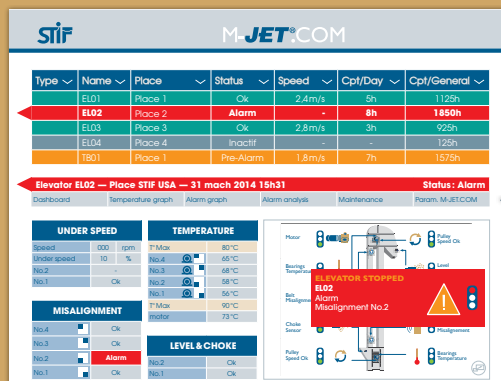 STIF M-JET®.COM
Type Name Place Status Speed Cpt/Day Cpt/General
EL01 Place 1 Ok 2,4m/s 5h 1125h
EL02 Place 2 Alarm - 8h 1850h
EL03 Place 3 Ok 2,8m/s 3h 925h
EL04 Place 4 Inactif - - 125h
TB01 Place 1 Pre-Alarm 1,8m/s 7h 1575h
Elevator EL02 — Place STIF USA — 31 mach 2014 15h31 Status : Alarm
Dashboard Temperature graph Alarm graph Alarm analysis Maintenance Param. M-JET.COM
UNDER SPEED
Speed 000 rpm
Under speed 10 %
No.2 -
No.1 Ok
MISALIGNMENT
No.4 Ok
No.3 Ok
No.2 Alarm
No.1 Ok
TEMPERATURE
T°Max 80°C
No.4 65°C
No.3 68°C
No.2 58°C
No.1 56°C
T°Max 90°C
motor 73°C
LEVEL & CHOKE
No.2 Ok
No.1 Ok
Motor
Pulley
Speed Ok
Bearings
Temperatu
Level
ELEVATOR STOPPED
EL02
Alarm
Misalignment No.2
Belt
Misalignme
Choke
Sensor
Misalignement
Pulley
Speed Ok
Bearings
Temperature